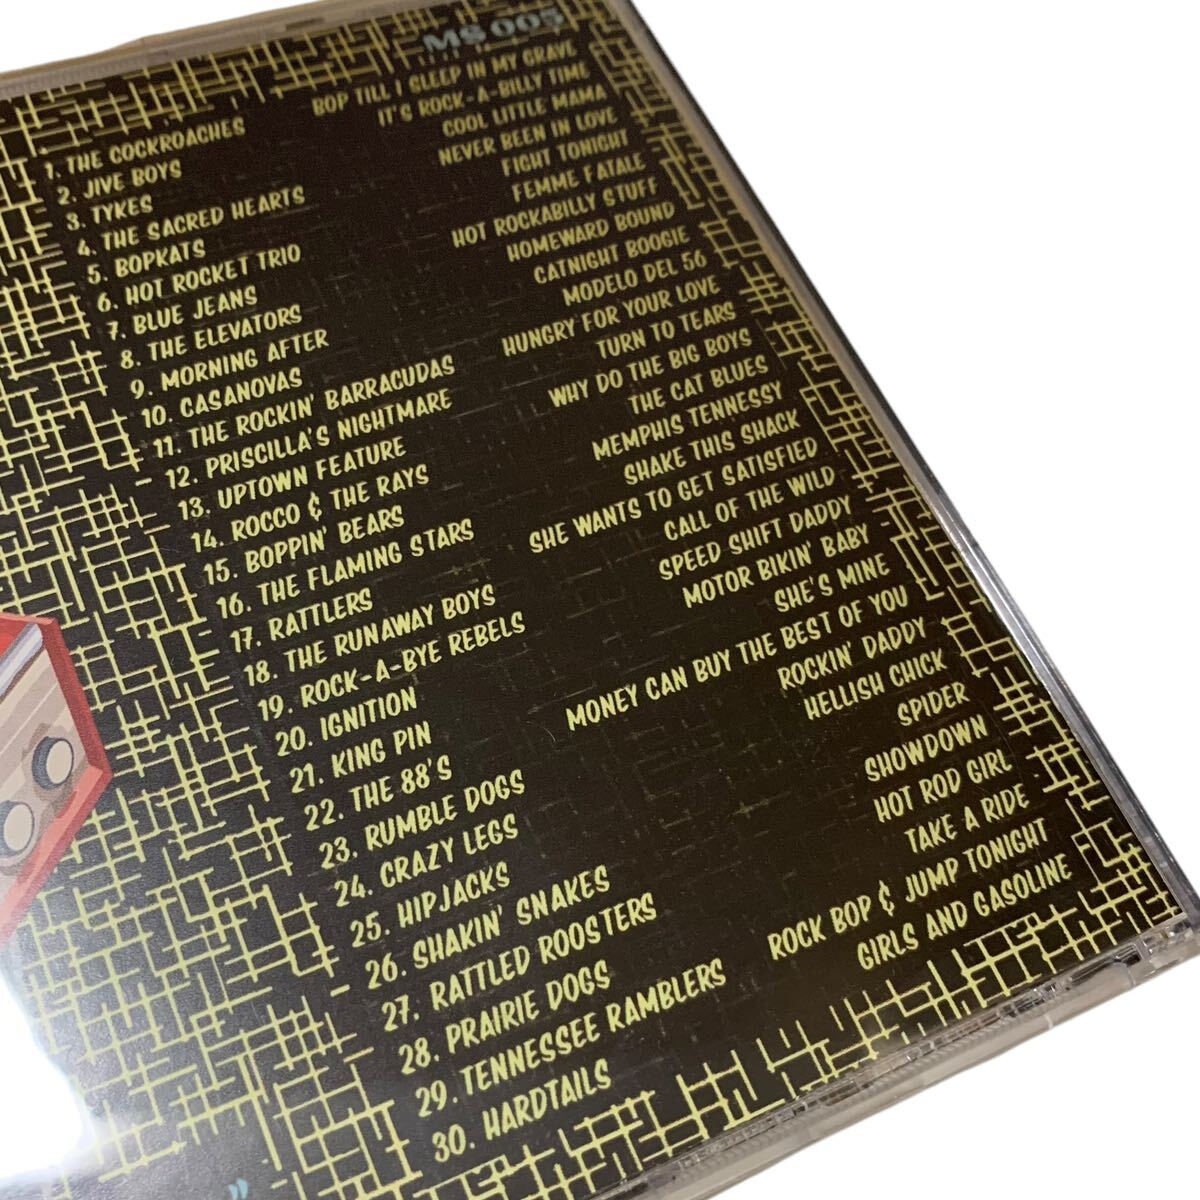 MS 005
1. THE COCKROACHES BOP TILL I SLEEP IN MY GRAVE
2. JIVE BOYS IT'S ROCK-A-BILLY TIME
3. TYKES COOL LITTLE MAMA
4. THE SACRED HEARTS NEVER BEEN IN LOVE
5. BOPKATS FIGHT TONIGHT
6. HOT ROCKET TRIO FEMME FATALE
7. BLUE JEANS HOT ROCKABILLY STUFF
8. THE ELEVATORS HOMEWARD BOUND
9. MORNING AFTER CATNIGHT BOOGIE
10. CASANOVAS MODELO DEL 56
11. THE ROCKIN' BARRACUDAS HUNGRY FOR YOUR LOVE
12. PRISCILLA'S NIGHTMARE TURN TO TEARS
13. UPTOWN FEATURE WHY DO THE BIG BOYS
14. ROCCO & THE RAYS THE CAT BLUES
15. BOPPIN' BEARS MEMPHIS TENNESSY
16. THE FLAMING STARS SHAKE THIS SHACK
17. RATTLERS SHE WANTS TO GET SATISFIED
18. THE RUNAWAY BOYS CALL OF THE WILD
19. ROCK-A-BYE REBELS SPEED SHIFT DADDY
20. IGNITION MOTOR BIKIN' BABY
21. KING PIN SHE'S MINE
22. THE 88'S MONEY CAN BUY THE BEST OF YOU
23. RUMBLE DOGS ROCKIN' DADDY
24. CRAZY LEGS HELLISH CHICK
25. HIPJACKS SPIDER
26. SHAKIN' SNAKES SHOWDOWN
27. RATTLED ROOSTERS HOT ROD GIRL
28. PRAIRIE DOGS TAKE A RIDE
29. TENNESSEE RAMBLERS ROCK BOP & JUMP TONIGHT
30. HARDTAILS GIRLS AND GASOLINE
"